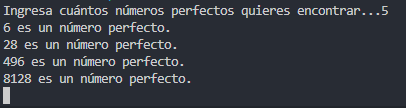 Ingresa cuántos números perfectos quieres encontrar...5
6 es un número perfecto.
28 es un número perfecto.
496 es un número perfecto.
8128 es un número perfecto.